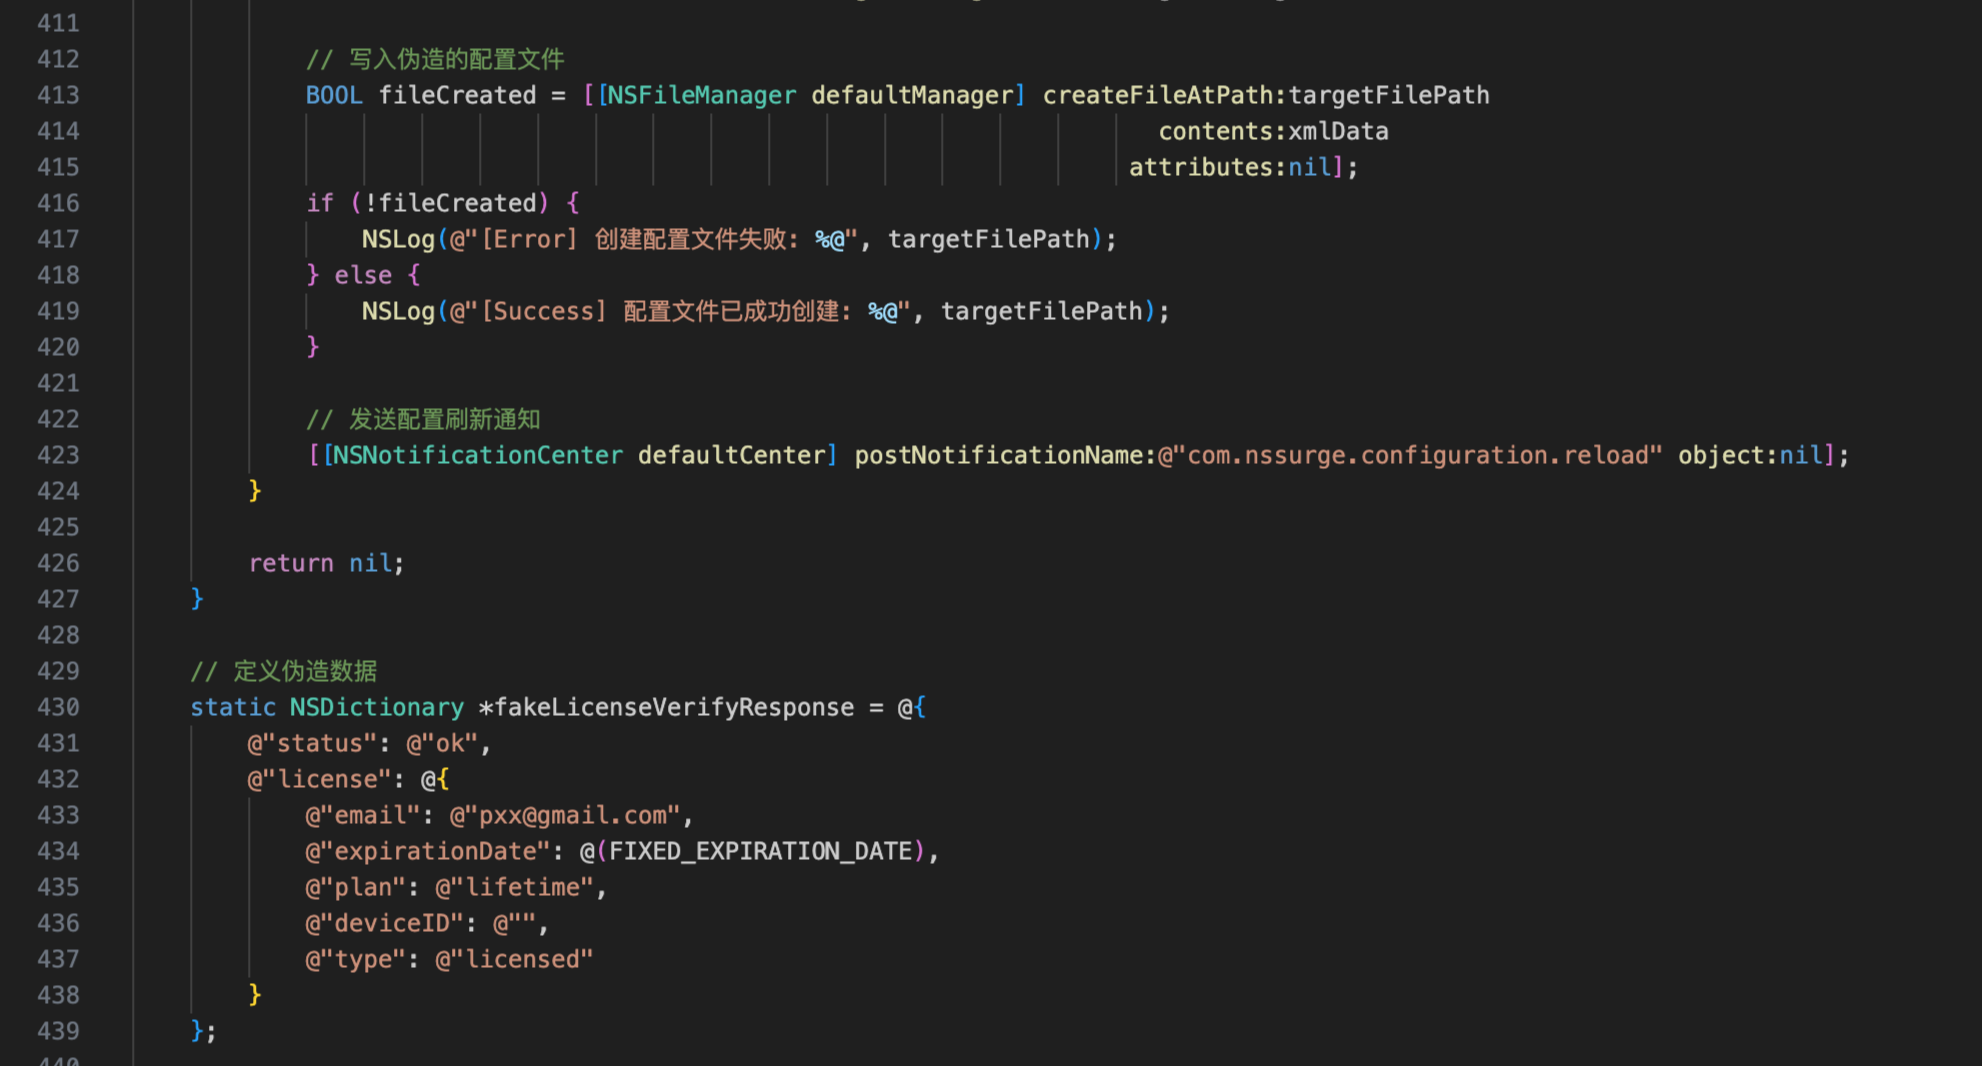 411
412 // 写入伪造的配置文件
413 BOOL fileCreated = [[NSFileManager defaultManager] createFileAtPath:targetFilePath
414 contents:xmlData
415 attributes:nil];
416 if (!fileCreated) {
417 NSLog(@"[Error] 创建配置文件失败: %@", targetFilePath);
418 } else {
419 NSLog(@"[Success] 配置文件已成功创建: %@", targetFilePath);
420 }
421
422 // 发送配置刷新通知
423 [[NSNotificationCenter defaultCenter] postNotificationName:@"com.nssurge.configuration.reload" object:nil];
424 }
425
426 return nil;
427 }
428
429 // 定义伪造数据
430 static NSDictionary *fakeLicenseVerifyResponse = @{
431 @"status": @"ok",
432 @"license": @{
433 @"email": @"pxx@gmail.com",
434 @"expirationDate": @(FIXED_EXPIRATION_DATE),
435 @"plan": @"lifetime",
436 @"deviceID": @"",
437 @"type": @"licensed"
438 }
439 };